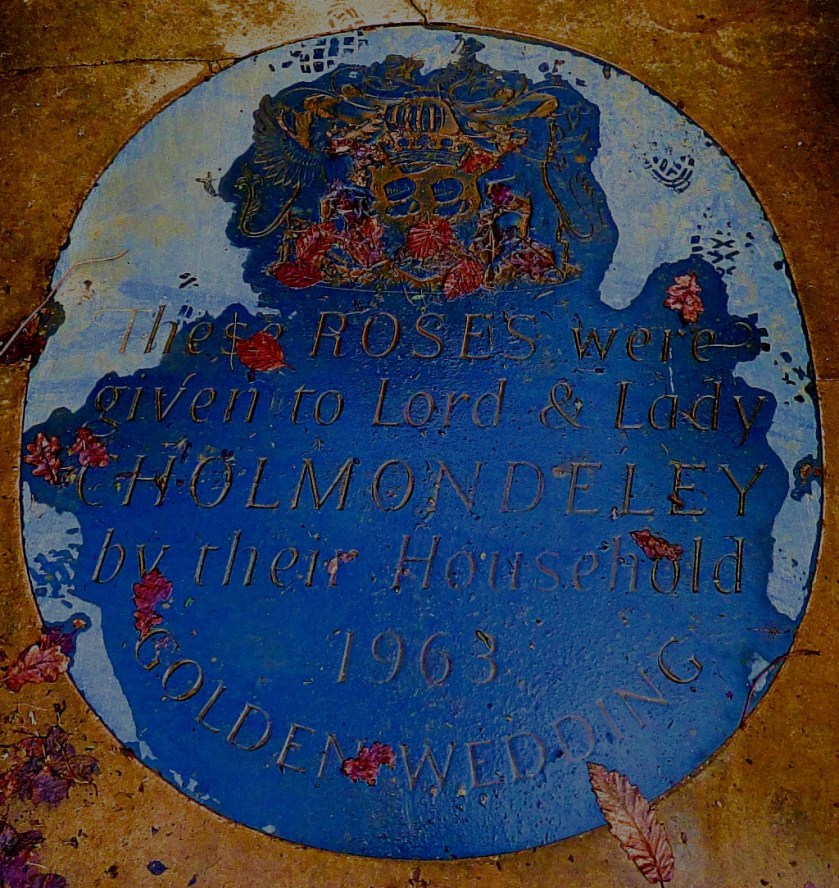 These ROSES were
given to Lord & Lady
CHOLMONDELEY
by their Household
1963
GOLDEN WEDDING